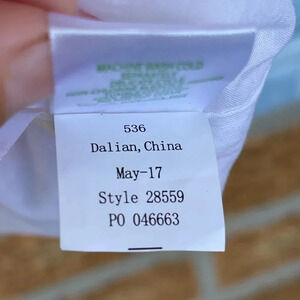 MACHINE WASH COLD
536
Dalian, China
May-17
Style 28559
PO 046663